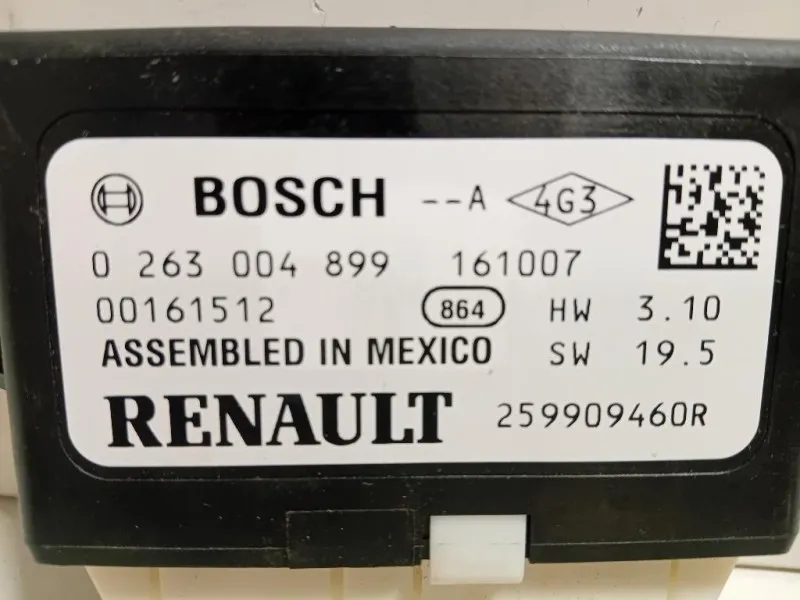 BOSCH --A 4G3
0 263 004 899 161007
00161512 864 HW 3.10
ASSEMBLED IN MEXICO SW 19.5
RENAULT 259909460R